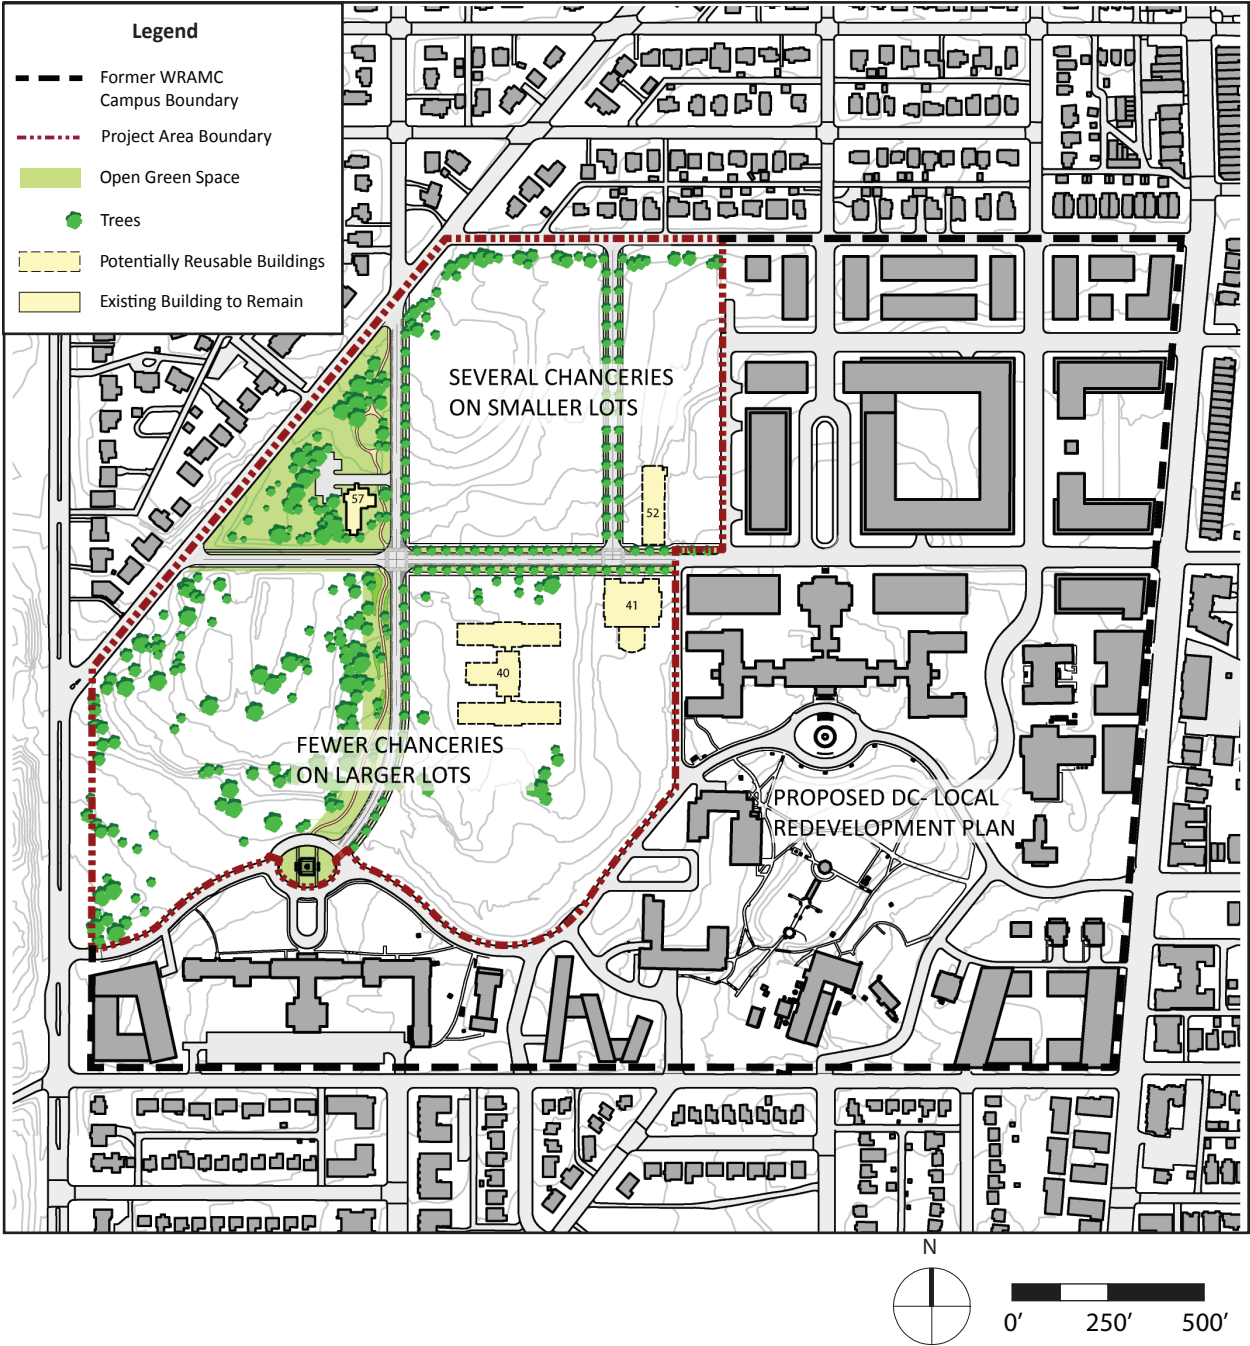 Legend
Former WRAMC
Campus Boundary
Project Area Boundary
Open Green Space
Trees
Potentially Reusable Buildings
Existing Building to Remain
SEVERAL CHANCERIES
ON SMALLER LOTS
57
52
41
40
FEWER CHANCERIES
ON LARGER LOTS
PROPOSED DC- LOCAL
REDEVELOPMENT PLAN
N
0’ 250’ 500’